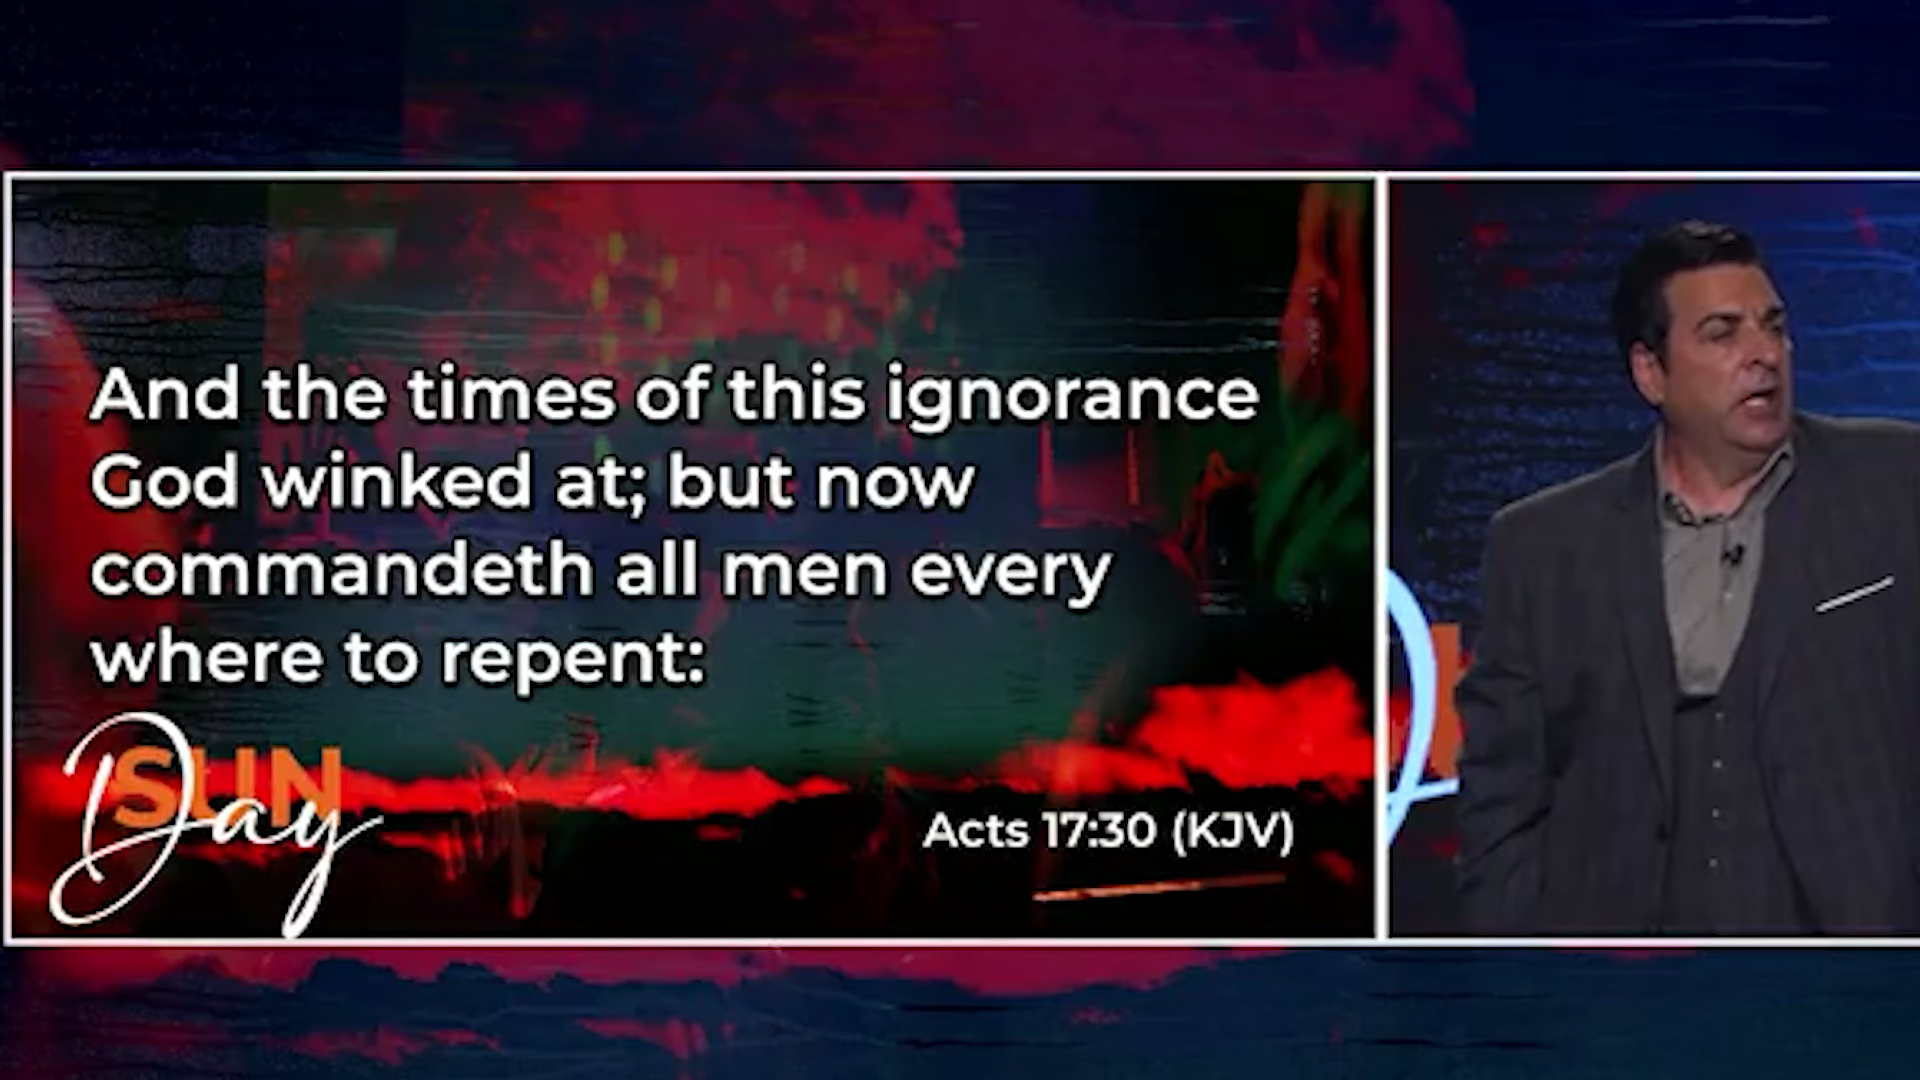 And the times of this ignorance
God winked at; but now
commandeth all men every
where to repent:
SUN
Day
Acts 17:30 (KJV)